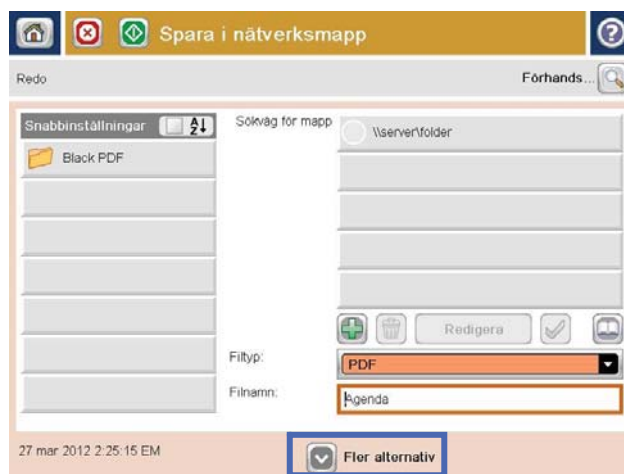 Spara i nätverksmapp
Redo
Förhands...
Snabbinställningar
Sökväg för mapp
\\server\folder
Black PDF
Redigera
Filtyp:
PDF
Filnamn:
Agenda
27 mar 2012 2:25:15 EM
Fler alternativ